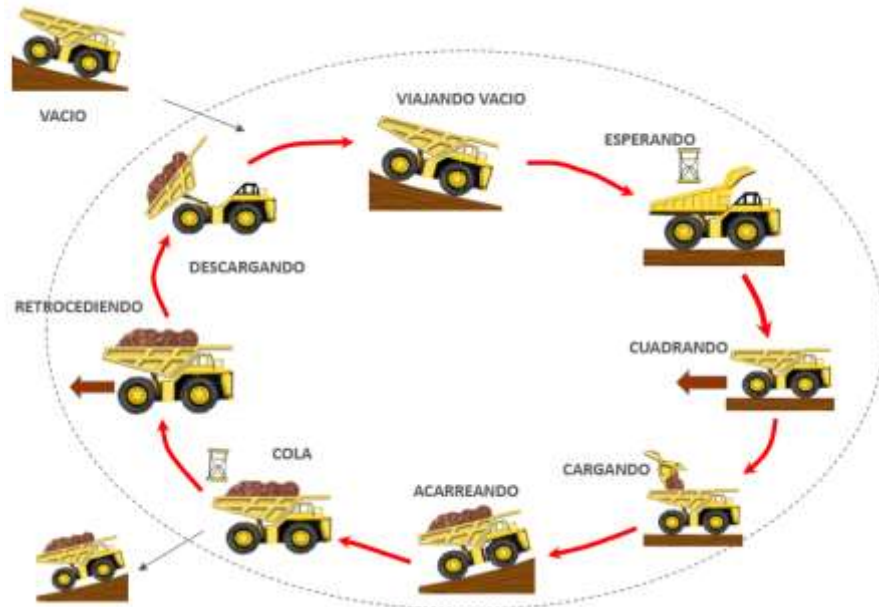 VACIO
VIAJANDO VACIO
ESPERANDO
DESCARGANDO
RETROCEDIENDO
CUADRANDO
COLA
CARGANDO
ACARREANDO